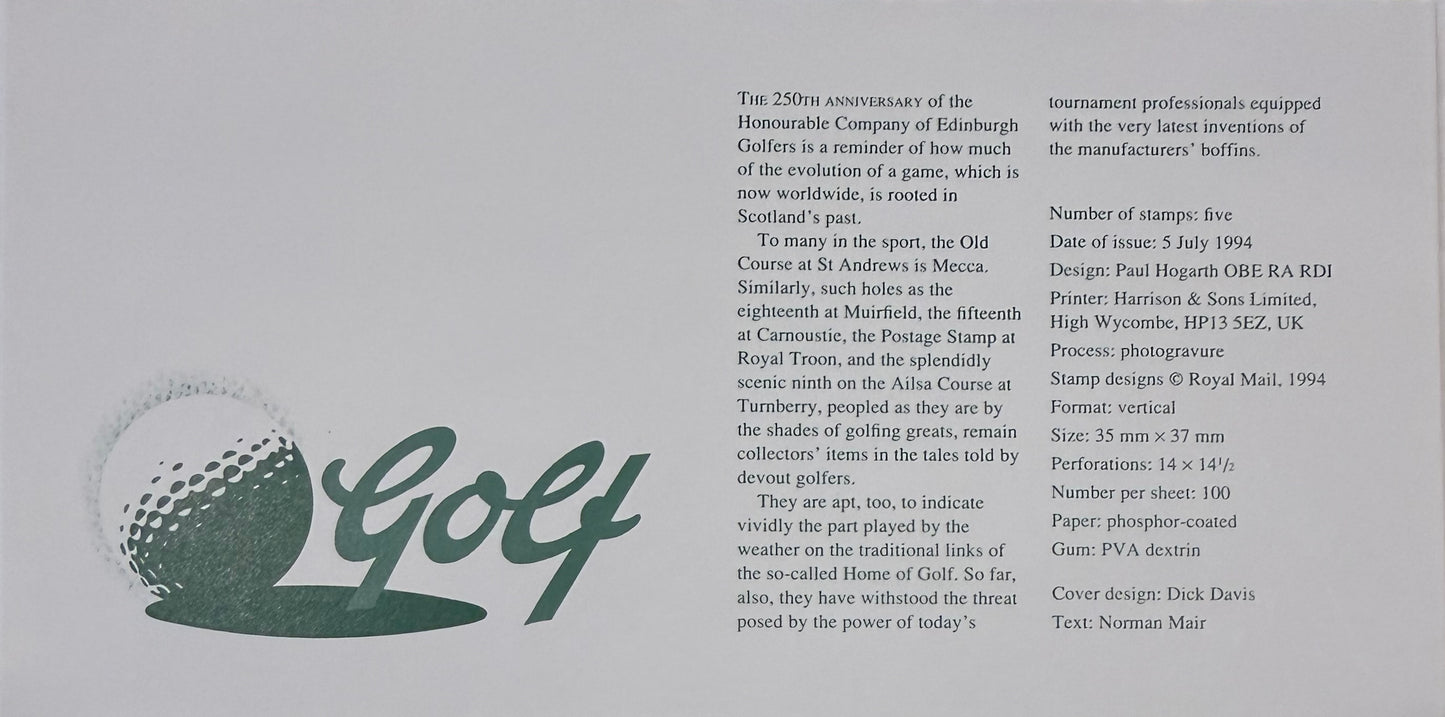 Golf
THE 250TH ANNIVERSARY of the
Honourable Company of Edinburgh
Golfers is a reminder of how much
of the evolution of a game, which is
now worldwide, is rooted in
Scotland's past.
To many in the sport, the Old
Course at St Andrews is Mecca.
Similarly, such holes as the
eighteenth at Muirfield, the fifteenth
at Carnoustie, the Postage Stamp at
Royal Troon, and the splendidly
scenic ninth on the Ailsa Course at
Turnberry, peopled as they are by
the shades of golfing greats, remain
collectors' items in the tales told by
devout golfers.
They are apt, too, to indicate
vividly the part played by the
weather on the traditional links of
the so-called Home of Golf. So far,
also, they have withstood the threat
posed by the power of today's
tournament professionals equipped
with the very latest inventions of
the manufacturers' boffins.
Number of stamps: five
Date of issue: 5 July 1994
Design: Paul Hogarth OBE RA RDI
Printer: Harrison & Sons Limited,
High Wycombe, HP13 5EZ, UK
Process: photogravure
Stamp designs © Royal Mail, 1994
Format: vertical
Size: 35 mm × 37 mm
Perforations: 14 × 14 1/2
Number per sheet: 100
Paper: phosphor-coated
Gum: PVA dextrin
Cover design: Dick Davis
Text: Norman Mair